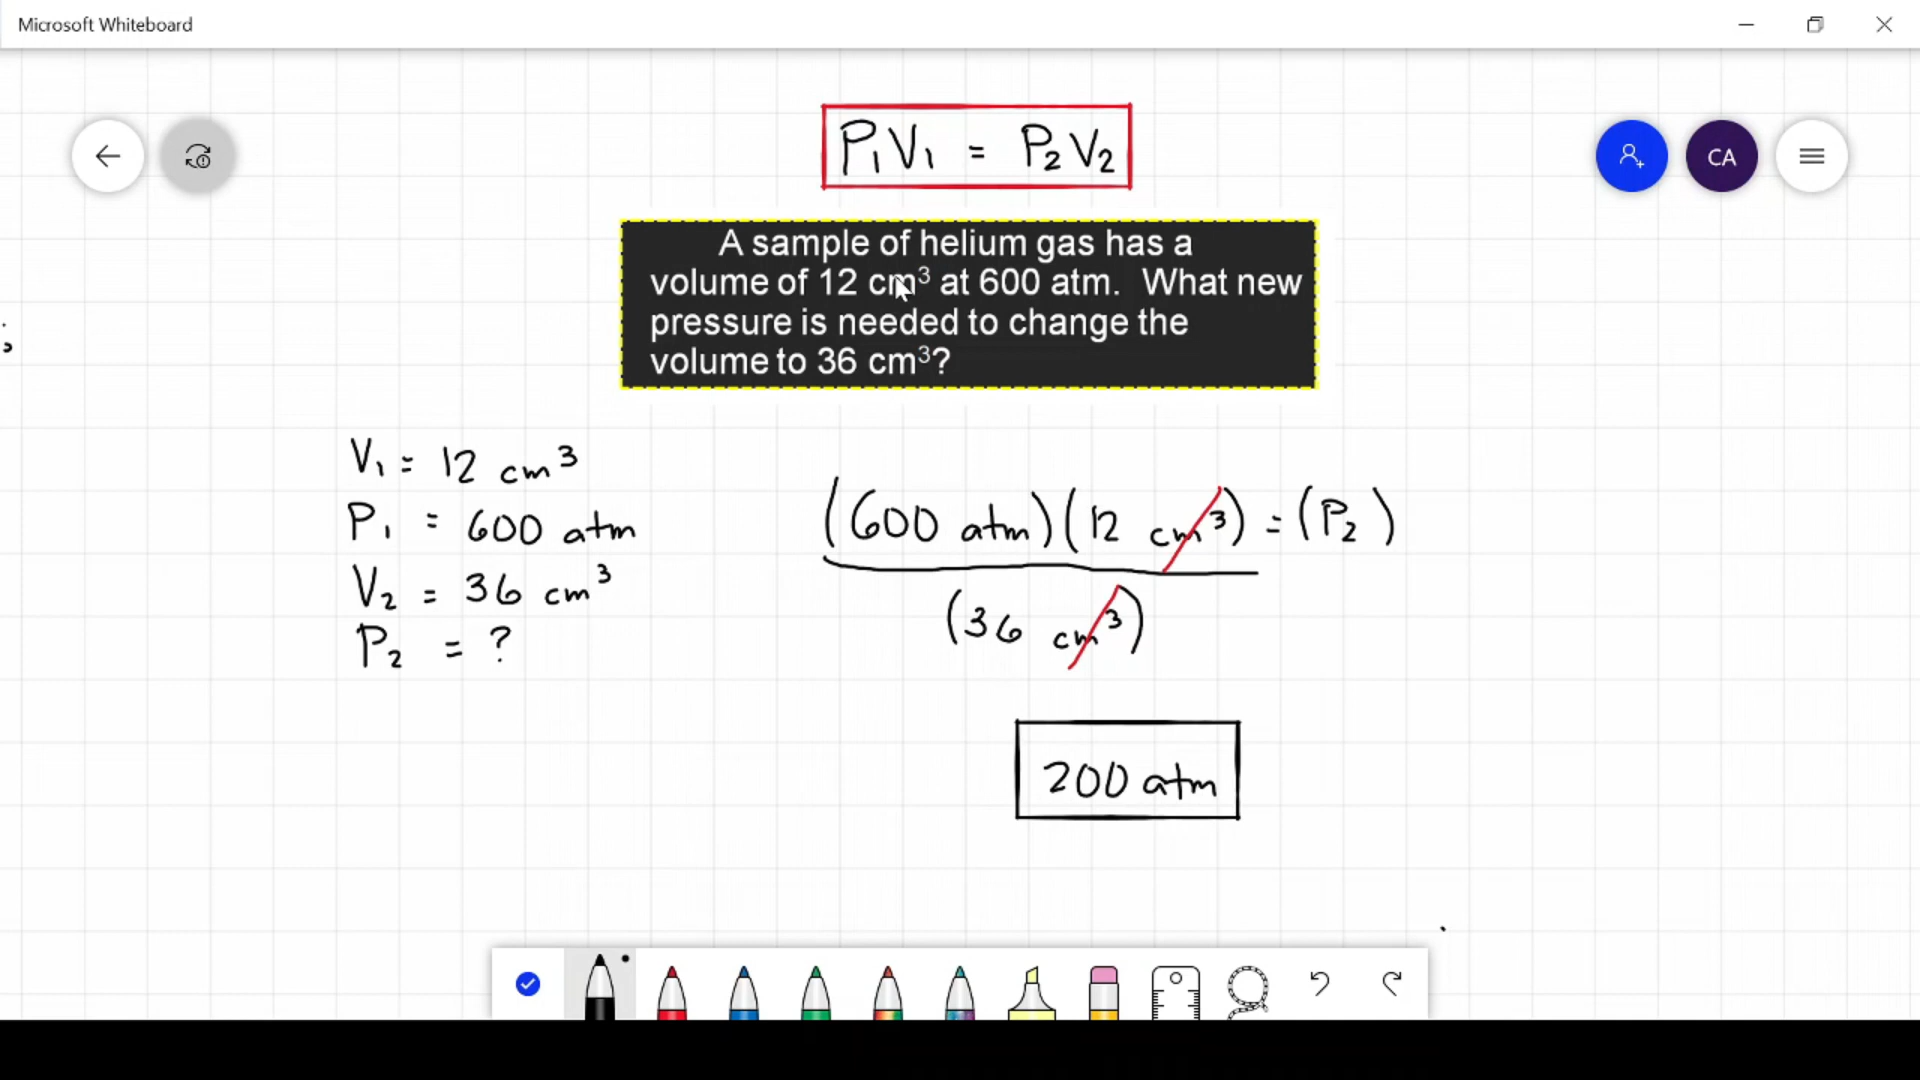 Microsoft Whiteboard
P₁V₁ = P₂V₂
CA
A sample of helium gas has a
volume of 12 cm³ at 600 atm. What new
pressure is needed to change the
volume to 36 cm³?
V₁ = 12 cm³
P₁ = 600 atm
V₂ = 36 cm³
P₂ = ?
(600 atm)(12 cm³) = (P₂)
(36 cm³)
200 atm